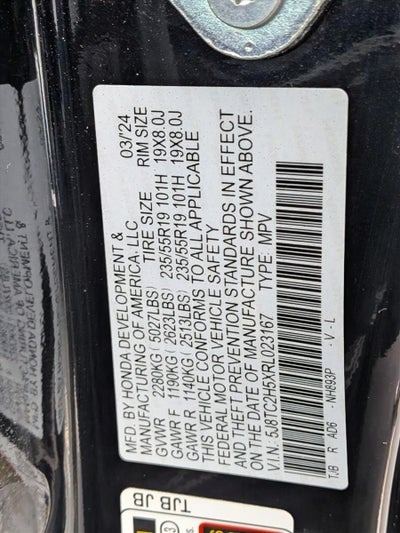 MFD. BY HONDA DEVELOPMENT & 03/'24
MANUFACTURING OF AMERICA, LLC
TIRE SIZE RIM SIZE
GVWR 2280KG (5027LBS)
GAWR F 1190KG (2623LBS) 235/55R19 101H 19X8.0J
GAWR R 1140KG (2513LBS) 235/55R19 101H 19X8.0J
THIS VEHICLE CONFORMS TO ALL APPLICABLE
FEDERAL MOTOR VEHICLE SAFETY
AND THEFT PREVENTION STANDARDS IN EFFECT
ON THE DATE OF MANUFACTURE SHOWN ABOVE.
V.I.N: 5J8TC2H5XRL023167 TYPE: MPV
TJB R AD6 -NH693P -V -L
TJB JB